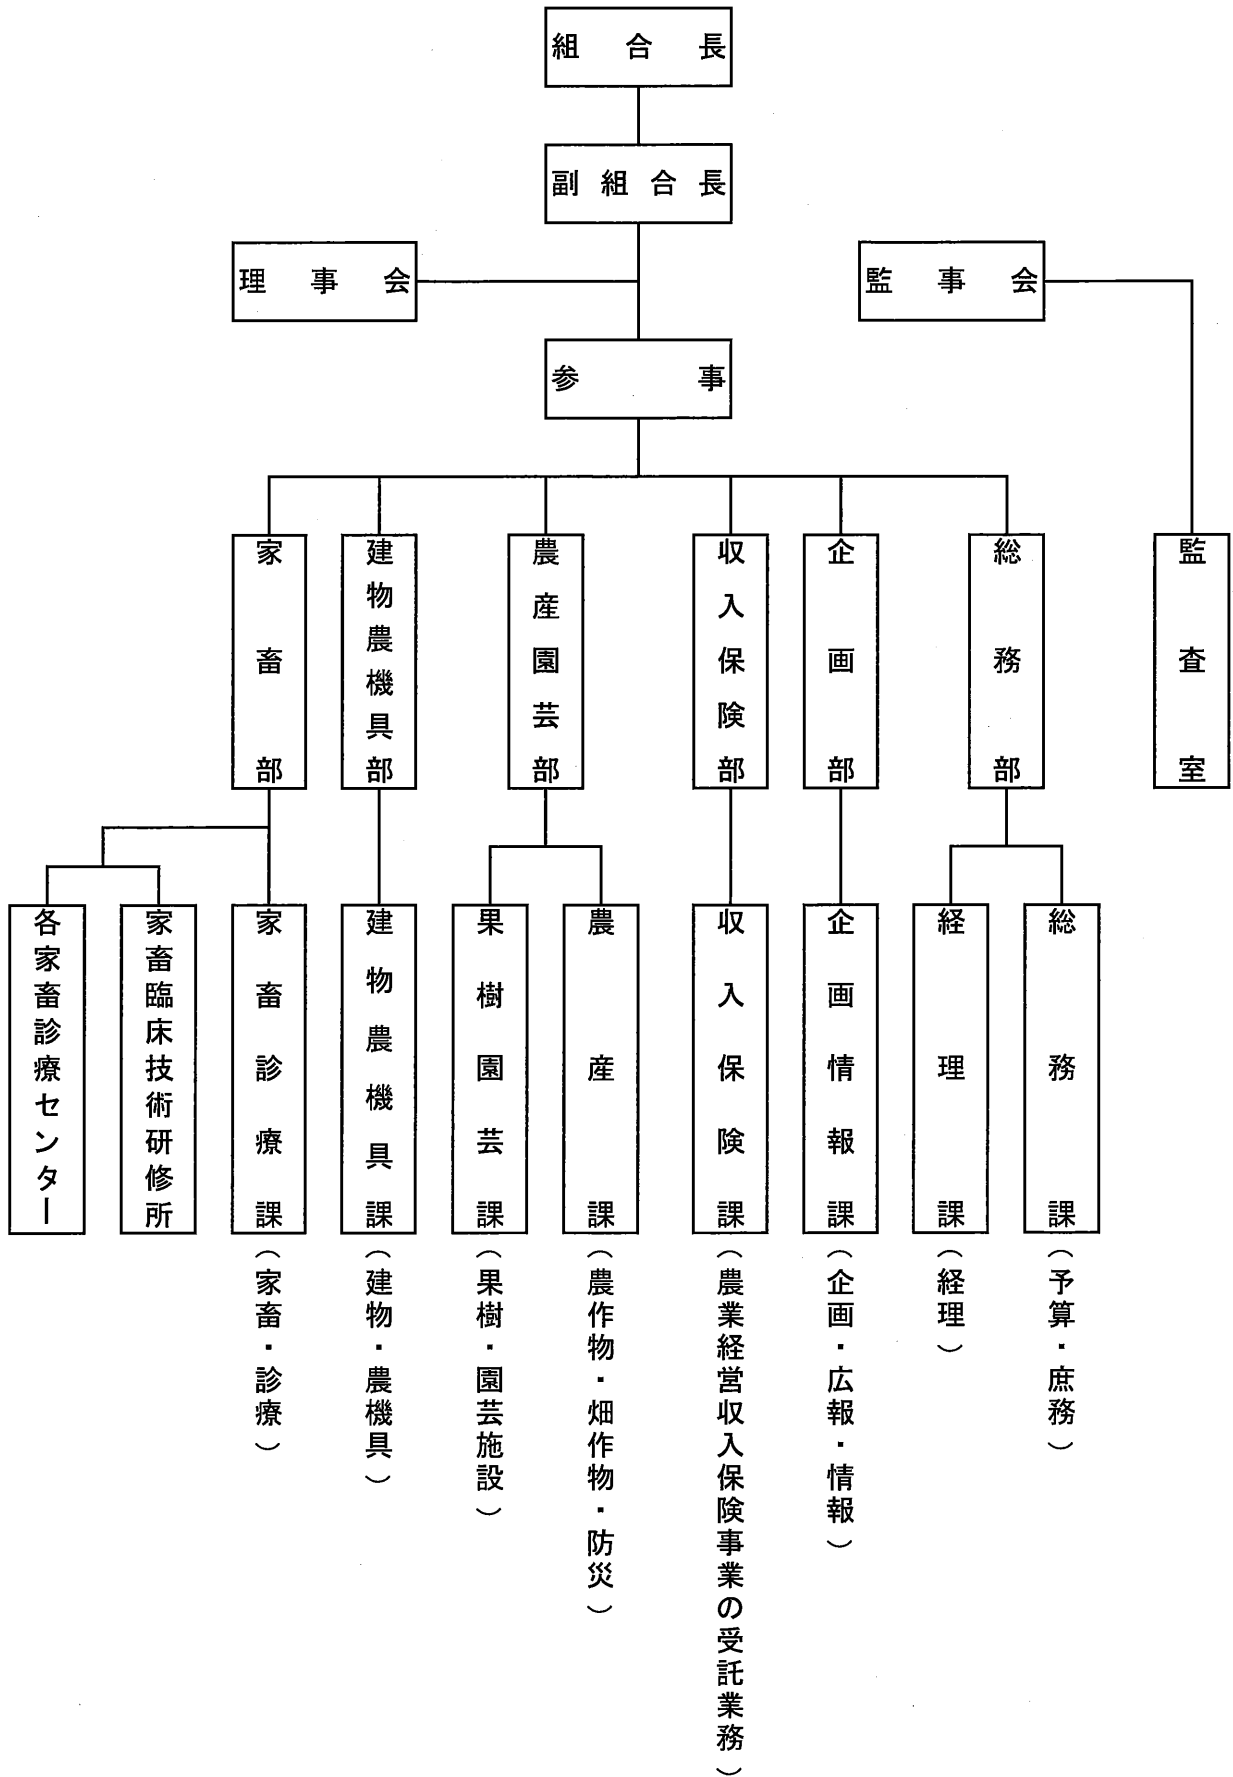 組合長
副組合長
理事会
監事会
参事
監査室
総務部
企画部
収入保険部
農産園芸部
建物農機具部
家畜部
総務課
(予算・庶務)
経理課
(経理)
企画情報課
(企画・広報・情報)
収入保険課
(農業経営収入保険事業の受託業務)
農産課
(農作物・畑作物・防災)
果樹園芸課
(果樹・園芸施設)
建物農機具課
(建物・農機具)
家畜診療課
(家畜・診療)
家畜臨床技術研修所
各家畜診療センター